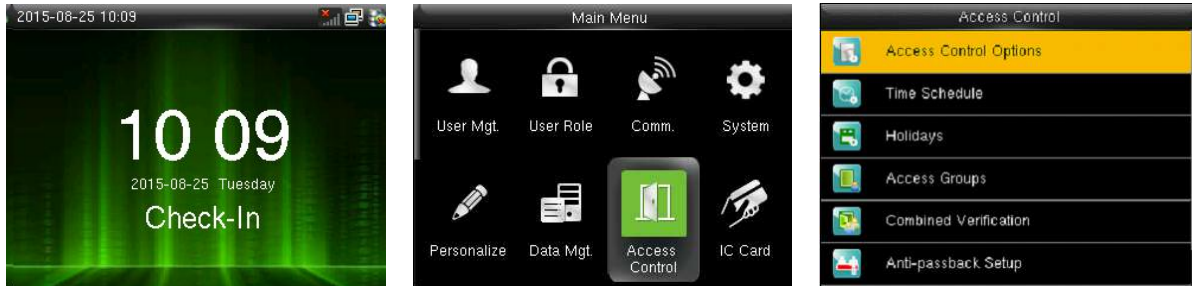 2015-08-25 10:09
10 09
2015-08-25 Tuesday
Check-In
Main Menu
User Mgt. User Role Comm. System
Personalize Data Mgt. Access Control IC Card
Access Control
Access Control Options
Time Schedule
Holidays
Access Groups
Combined Verification
Anti-passback Setup